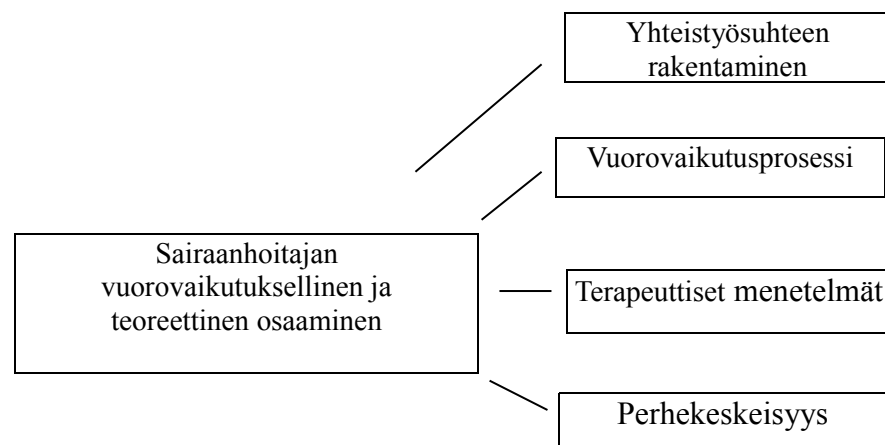 Yhteistyösuhteen
rakentaminen
Vuorovaikutusprosessi
Sairaanhoitajan
vuorovaikutuksellinen ja
teoreettinen osaaminen
Terapeuttiset menetelmät
Perhekeskeisyys